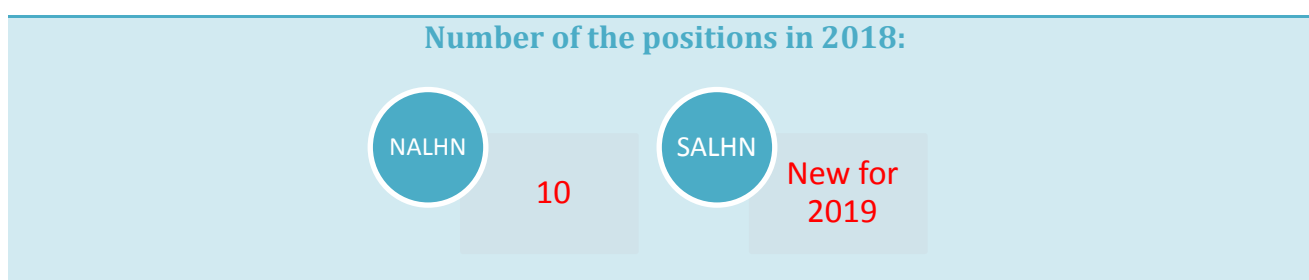 Number of the positions in 2018:
NALHN
10
SALHN
New for
2019